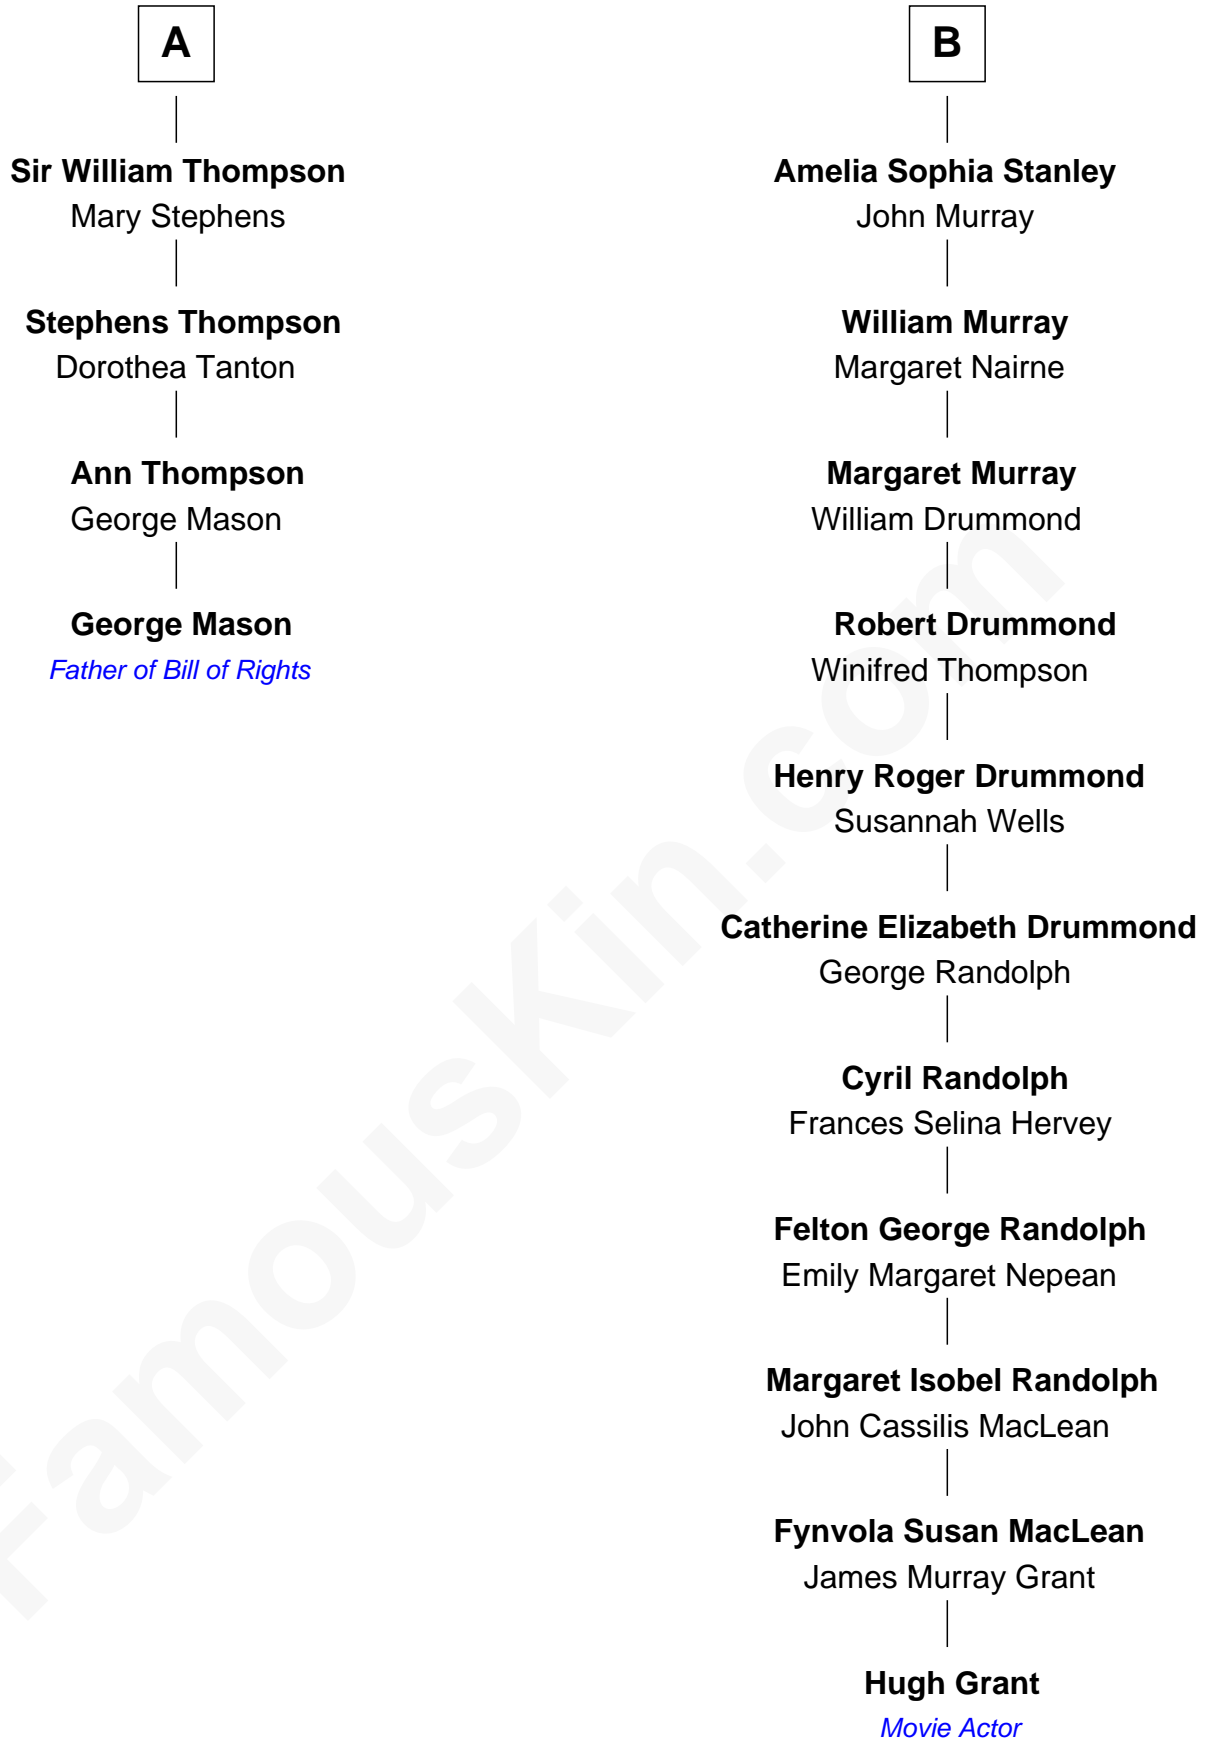 A
Sir William Thompson
Mary Stephens
Stephens Thompson
Dorothea Tanton
Ann Thompson
George Mason
George Mason
Father of Bill of Rights
B
Amelia Sophia Stanley
John Murray
William Murray
Margaret Nairne
Margaret Murray
William Drummond
Robert Drummond
Winifred Thompson
Henry Roger Drummond
Susannah Wells
Catherine Elizabeth Drummond
George Randolph
Cyril Randolph
Frances Selina Hervey
Felton George Randolph
Emily Margaret Nepean
Margaret Isobel Randolph
John Cassilis MacLean
Fynvola Susan MacLean
James Murray Grant
Hugh Grant
Movie Actor
FamousKin.com